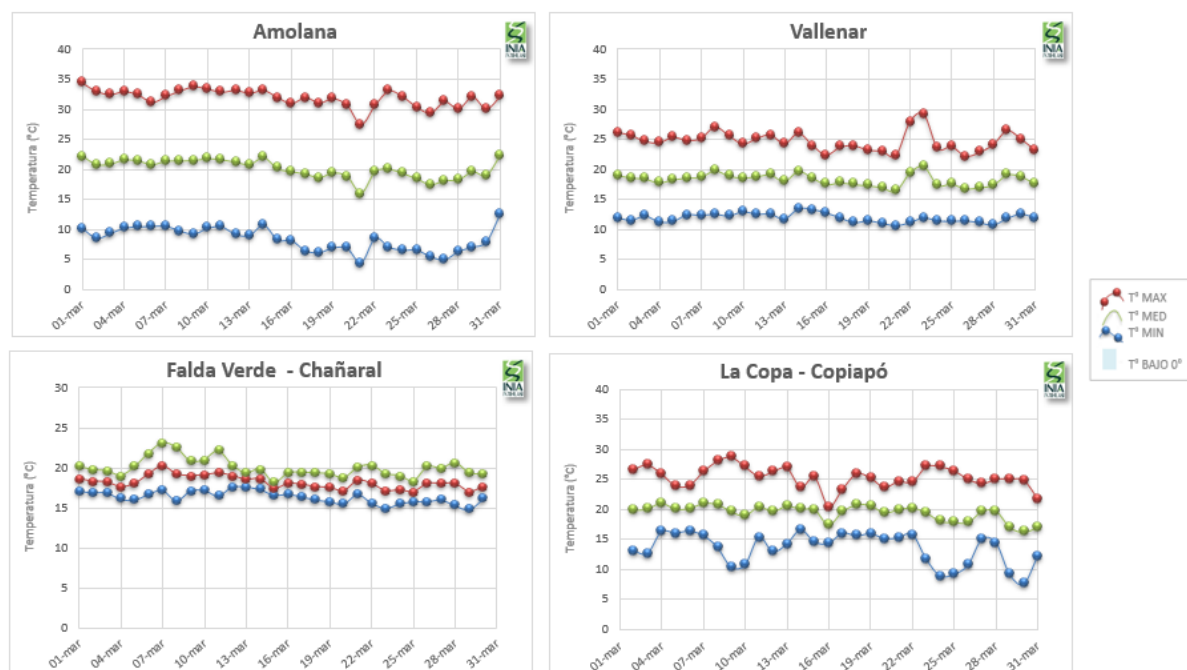 Amolana
INIA
40
35
30
25
20
15
10
5
0
Temperatura (°C)
01-mar
04-mar
07-mar
10-mar
13-mar
16-mar
19-mar
22-mar
25-mar
28-mar
31-mar
Vallenar
INIA
40
35
30
25
20
15
10
5
0
Temperatura (°C)
01-mar
04-mar
07-mar
10-mar
13-mar
16-mar
19-mar
22-mar
25-mar
28-mar
31-mar
T° MAX
T° MED
T° MIN
T° BAJO 0°
Falda Verde - Chañaral
INIA
30
25
20
15
10
5
0
Temperatura (°C)
01-mar
04-mar
07-mar
10-mar
13-mar
16-mar
19-mar
22-mar
25-mar
28-mar
31-mar
La Copa - Copiapó
INIA
40
35
30
25
20
15
10
5
0
Temperatura (°C)
01-mar
04-mar
07-mar
10-mar
13-mar
16-mar
19-mar
22-mar
25-mar
28-mar
31-mar